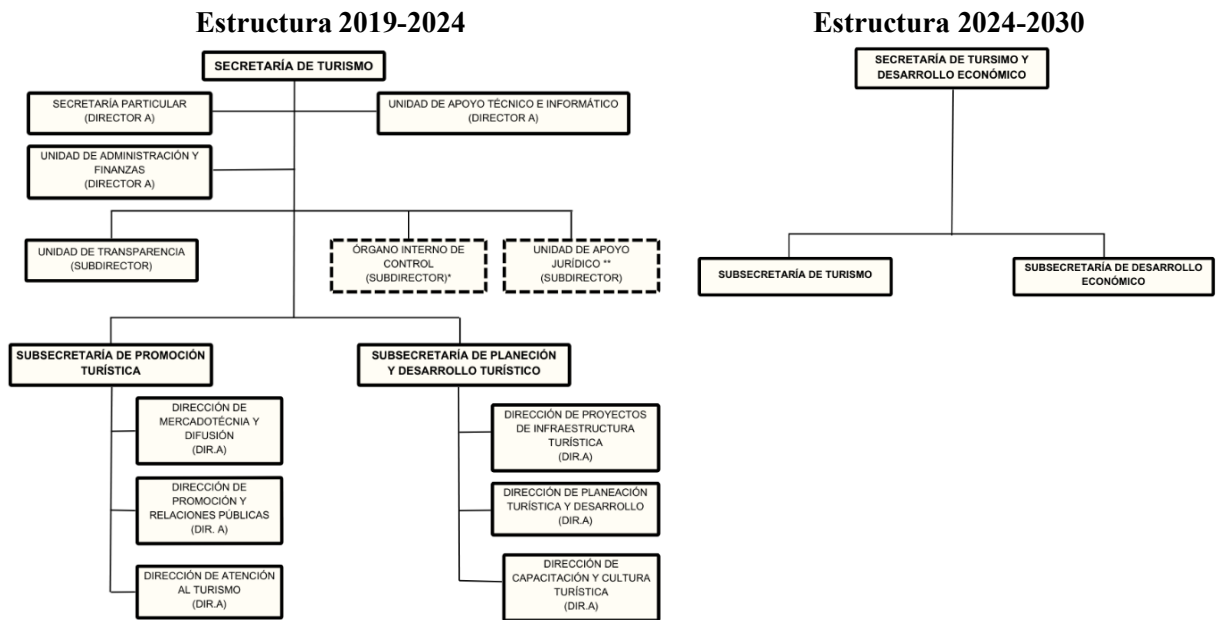 Estructura 2019-2024
SECRETARÍA DE TURISMO
SECRETARÍA PARTICULAR
(DIRECTOR A)
UNIDAD DE APOYO TÉCNICO E INFORMÁTICO
(DIRECTOR A)
UNIDAD DE ADMINISTRACIÓN Y
FINANZAS
(DIRECTOR A)
UNIDAD DE TRANSPARENCIA
(SUBDIRECTOR)
ÓRGANO INTERNO DE
CONTROL
(SUBDIRECTOR)*
UNIDAD DE APOYO
JURÍDICO **
(SUBDIRECTOR)
SUBSECRETARÍA DE PROMOCIÓN
TURÍSTICA
DIRECCIÓN DE
MERCADOTÉCNIA Y
DIFUSIÓN
(DIR.A)
DIRECCIÓN DE
PROMOCIÓN Y
RELACIONES PÚBLICAS
(DIR. A)
DIRECCIÓN DE ATENCIÓN
AL TURISMO
(DIR.A)
SUBSECRETARÍA DE PLANECIÓN
Y DESARROLLO TURÍSTICO
DIRECCIÓN DE PROYECTOS
DE INFRAESTRUCTURA
TURÍSTICA
(DIR.A)
DIRECCIÓN DE PLANEACIÓN
TURÍSTICA Y DESARROLLO
(DIR.A)
DIRECCIÓN DE
CAPACITACIÓN Y CULTURA
TURÍSTICA
(DIR.A)
Estructura 2024-2030
SECRETARÍA DE TURSIMO Y
DESARROLLO ECONÓMICO
SUBSECRETARÍA DE TURISMO
SUBSECRETARÍA DE DESARROLLO
ECONÓMICO